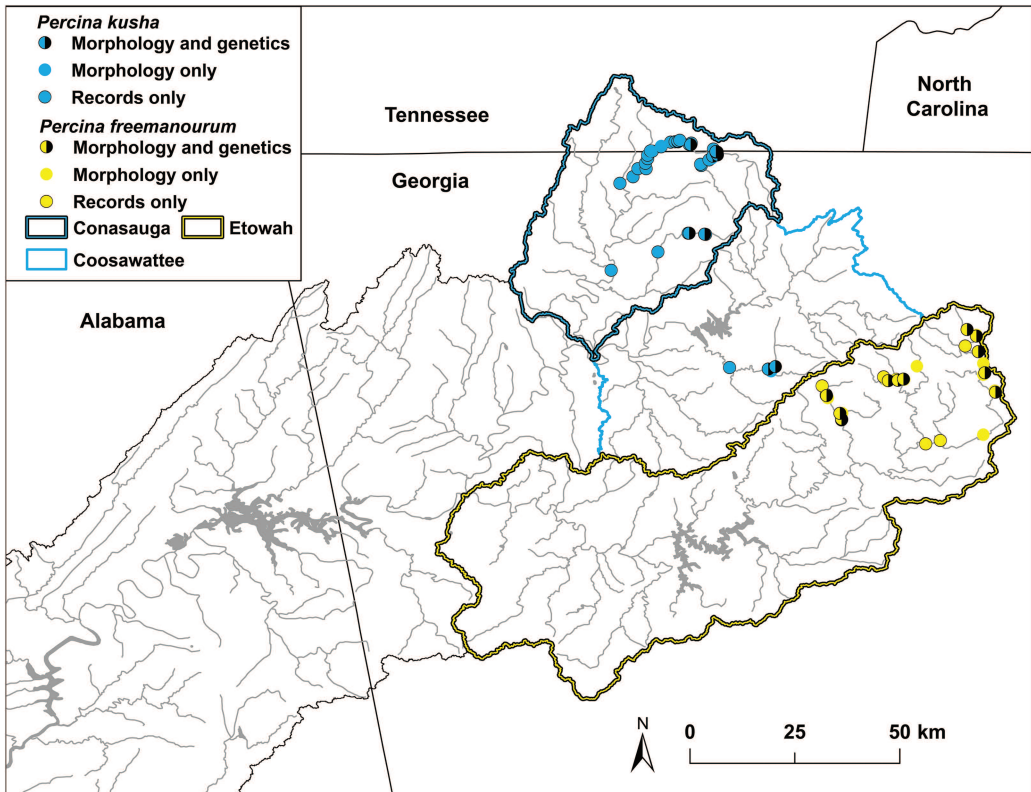 Percina kusha
Morphology and genetics
Morphology only
Records only
Percina freemanourum
Morphology and genetics
Morphology only
Records only
Conasauga Etowah
Coosawattee
Tennessee
North
Carolina
Georgia
Alabama
N
0 25 50 km